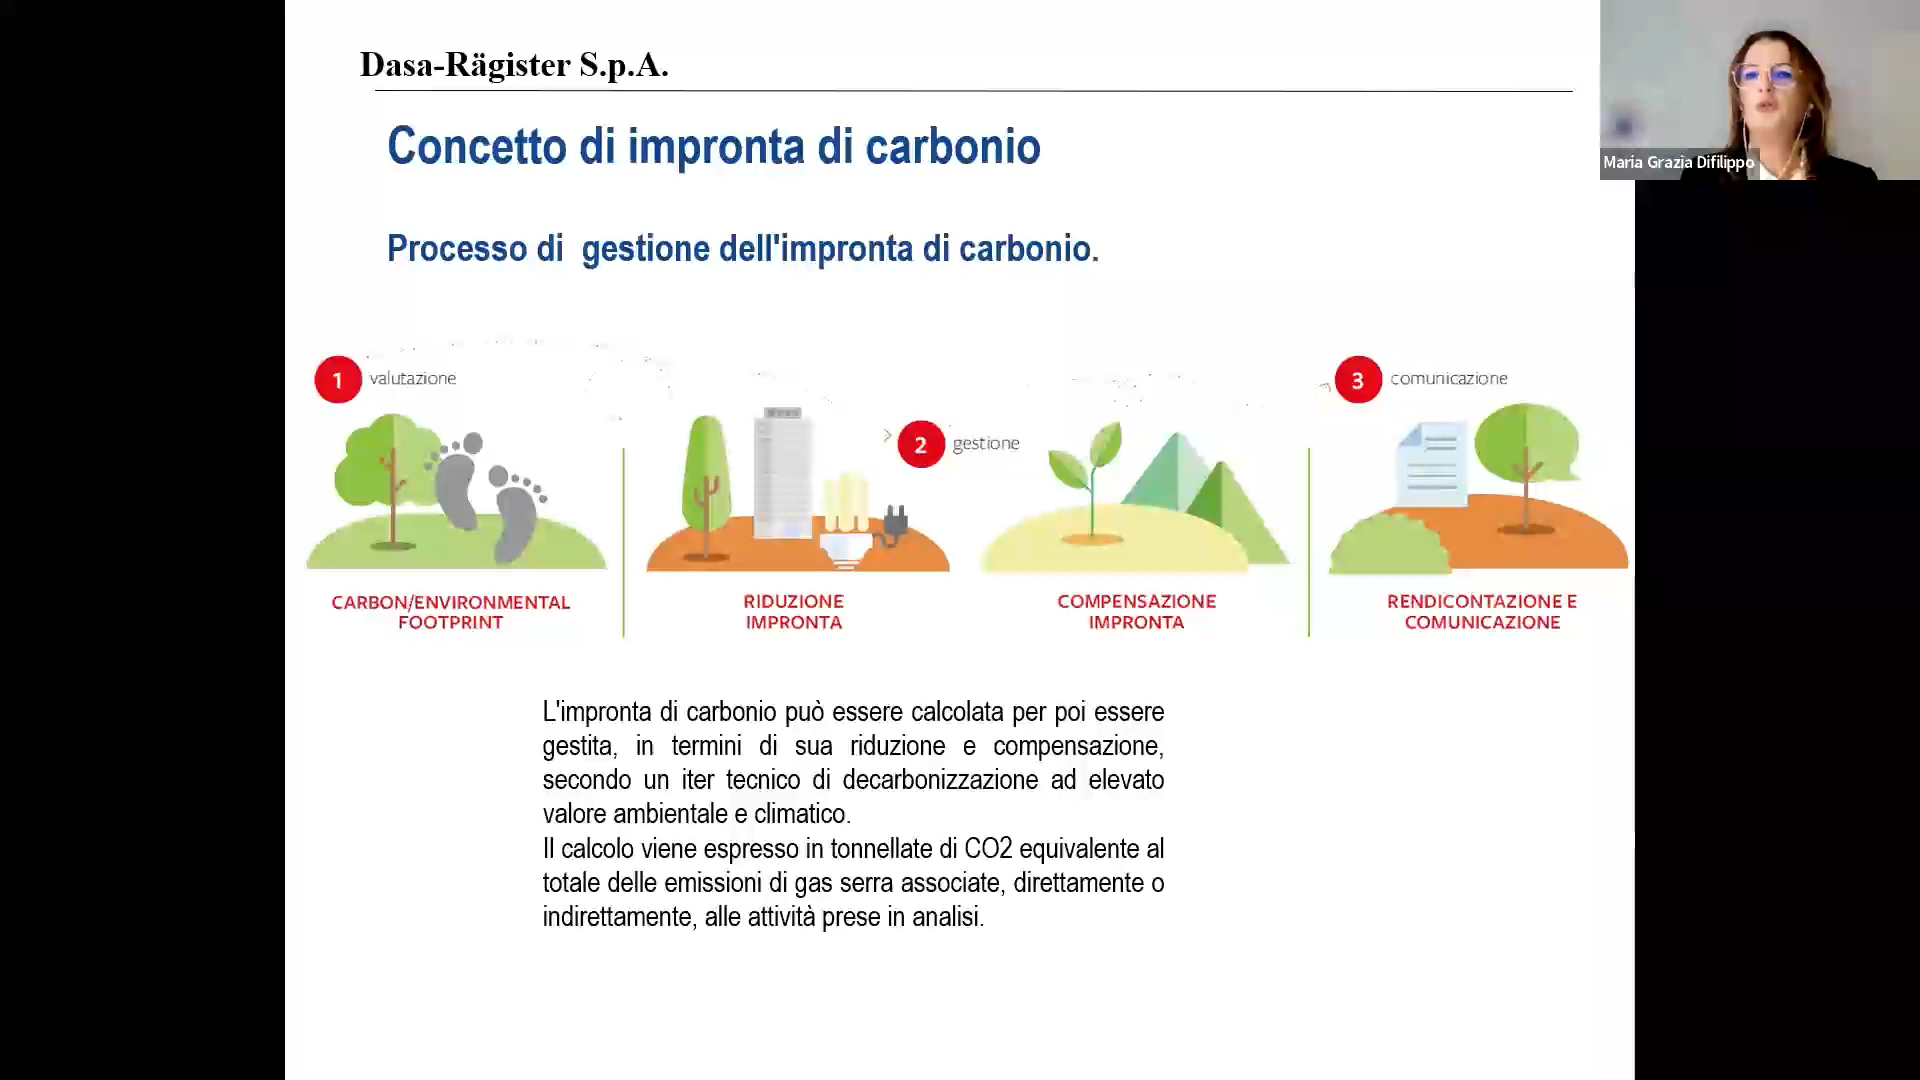 Dasa-Rägister S.p.A.
Maria Grazia Difilippo
Concetto di impronta di carbonio
Processo di gestione dell'impronta di carbonio.
1 valutazione
2 gestione
3 comunicazione
CARBON/ENVIRONMENTAL
FOOTPRINT
RIDUZIONE
IMPRONTA
COMPENSAZIONE
IMPRONTA
RENDICONTAZIONE E
COMUNICAZIONE
L'impronta di carbonio può essere calcolata per poi essere
gestita, in termini di sua riduzione e compensazione,
secondo un iter tecnico di decarbonizzazione ad elevato
valore ambientale e climatico.
Il calcolo viene espresso in tonnellate di CO2 equivalente al
totale delle emissioni di gas serra associate, direttamente o
indirettamente, alle attività prese in analisi.